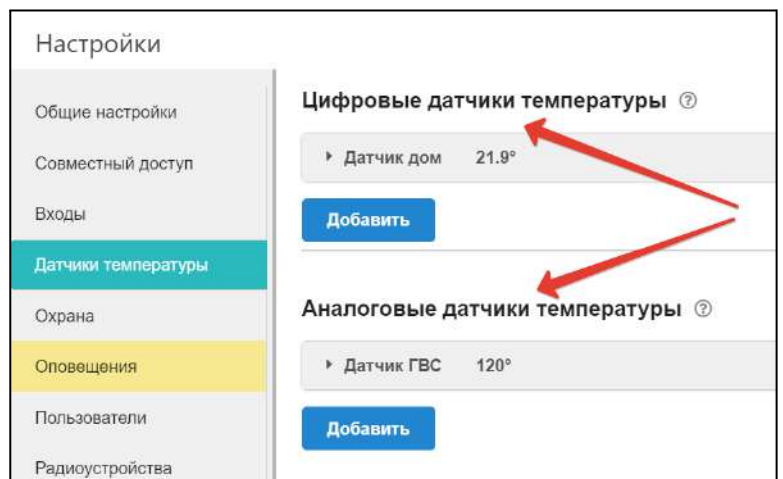 Настройки
Общие настройки
Совместный доступ
Входы
Датчики температуры
Охрана
Оповещения
Пользователи
Радиоустройства
Цифровые датчики температуры ?
Датчик дом 21.9°
Добавить
Аналоговые датчики температуры ?
Датчик ГВС 120°
Добавить